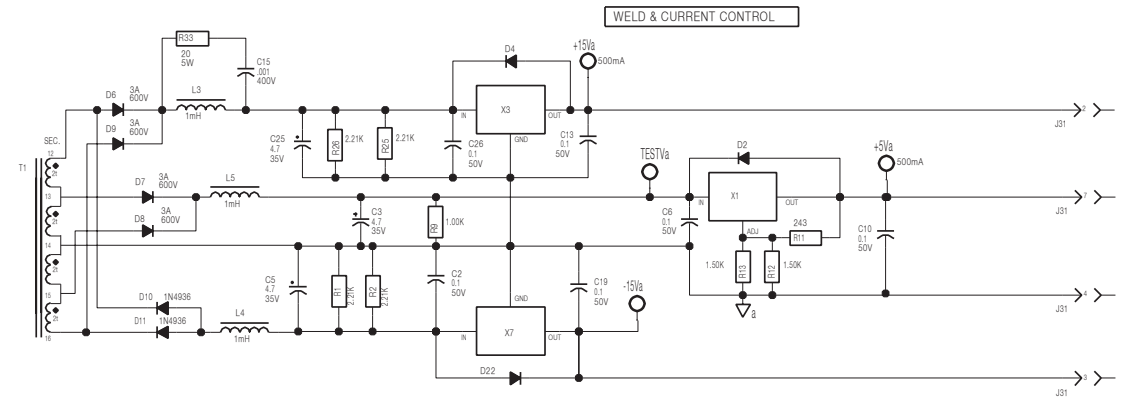 WELD & CURRENT CONTROL
R33
20
5W
C15
.001
400V
D4
+15Va
500mA
D6
3A
600V
L3
1mH
X3
IN
OUT
GND
2
J31
D9
3A
600V
C25
4.7
35V
R26
2.21K
R25
2.21K
C26
0.1
50V
C13
0.1
50V
SEC.
12
T1
2t
13
2t
14
2t
15
2t
16
D7
3A
600V
L5
1mH
D8
3A
600V
C3
4.7
35V
R9
1.00K
TESTVa
D2
+5Va
500mA
X1
IN
OUT
ADJ
7
J31
C6
0.1
50V
243
R11
C10
0.1
50V
1.50K
R13
R12
1.50K
a
4
J31
C5
4.7
35V
R1
2.21K
R2
2.21K
C2
0.1
50V
C19
0.1
50V
-15Va
D10
1N4936
D11
1N4936
L4
1mH
GND
X7
IN
OUT
D22
3
J31